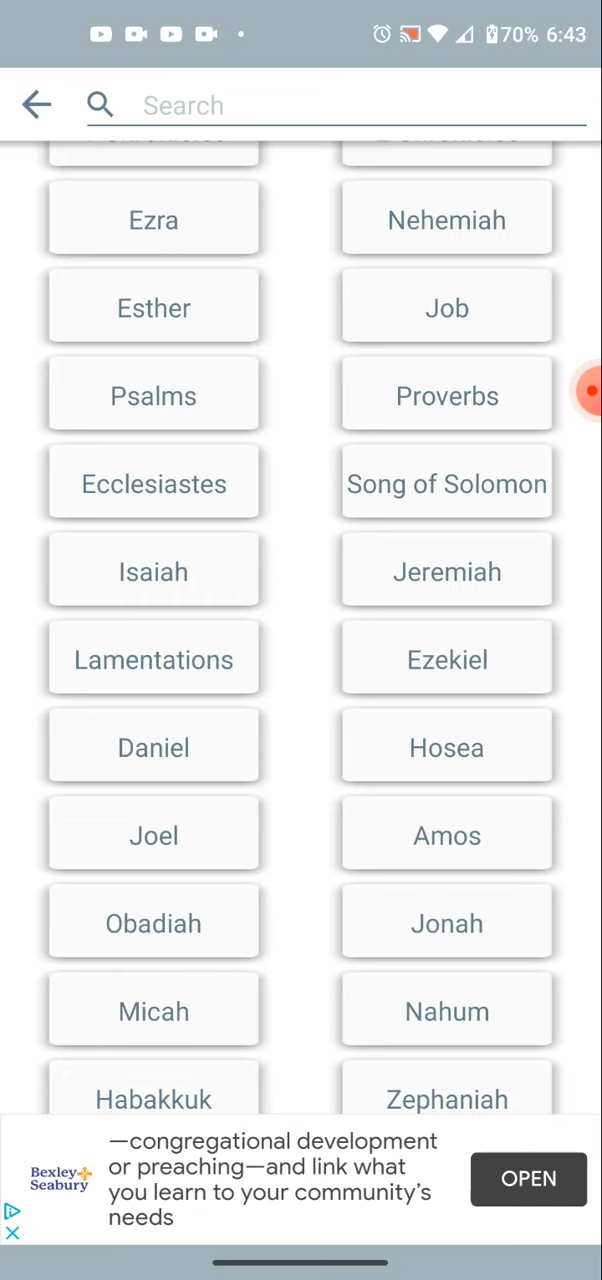 70% 6:43
Search
Ezra Nehemiah
Esther Job
Psalms Proverbs
Ecclesiastes Song of Solomon
Isaiah Jeremiah
Lamentations Ezekiel
Daniel Hosea
Joel Amos
Obadiah Jonah
Micah Nahum
Habakkuk Zephaniah
Bexley
Seabury
—congregational development
or preaching—and link what
you learn to your community’s
needs
OPEN